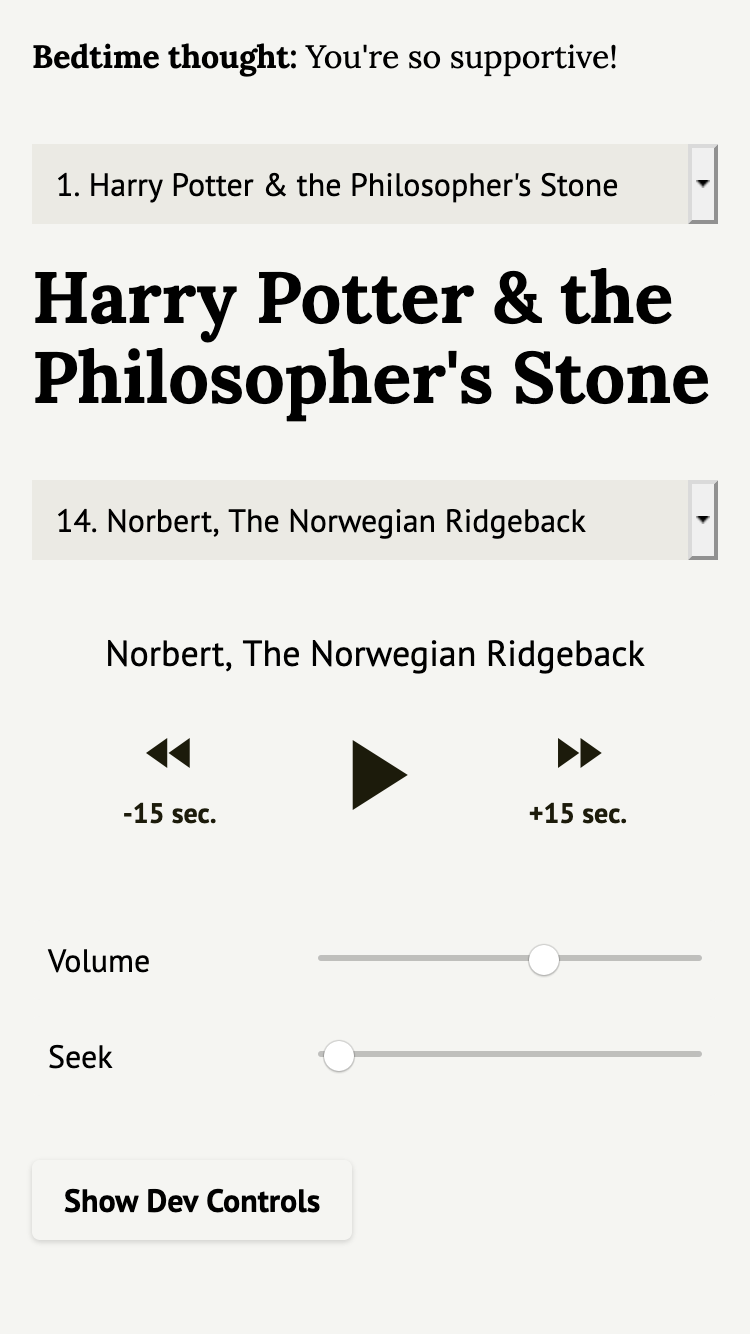 Bedtime thought: You're so supportive!
1. Harry Potter & the Philosopher's Stone
Harry Potter & the
Philosopher's Stone
14. Norbert, The Norwegian Ridgeback
Norbert, The Norwegian Ridgeback
-15 sec.
+15 sec.
Volume
Seek
Show Dev Controls